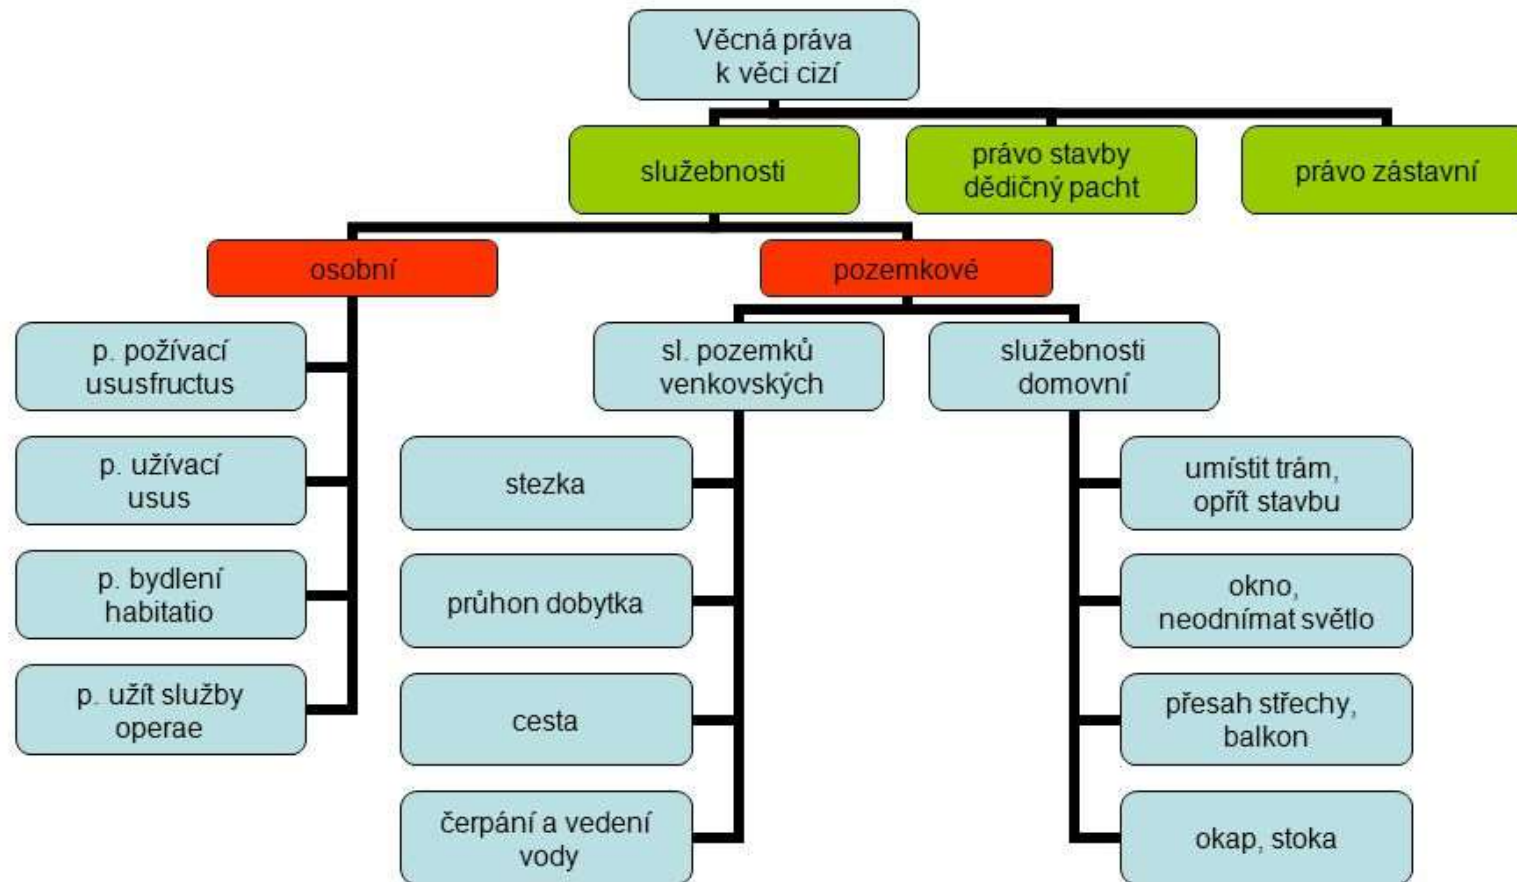 Věcná práva
k věci cizí
služebnosti
právo stavby
dědičný pacht
právo zástavní
osobní
pozemkové
p. požívací
ususfructus
p. užívací
usus
p. bydlení
habitatio
p. užít služby
operae
sl. pozemků
venkovských
stezka
průhon dobytka
cesta
čerpání a vedení
vody
služebnosti
domovní
umístit trám,
opřít stavbu
okno,
neodnímat světlo
přesah střechy,
balkon
okap, stoka